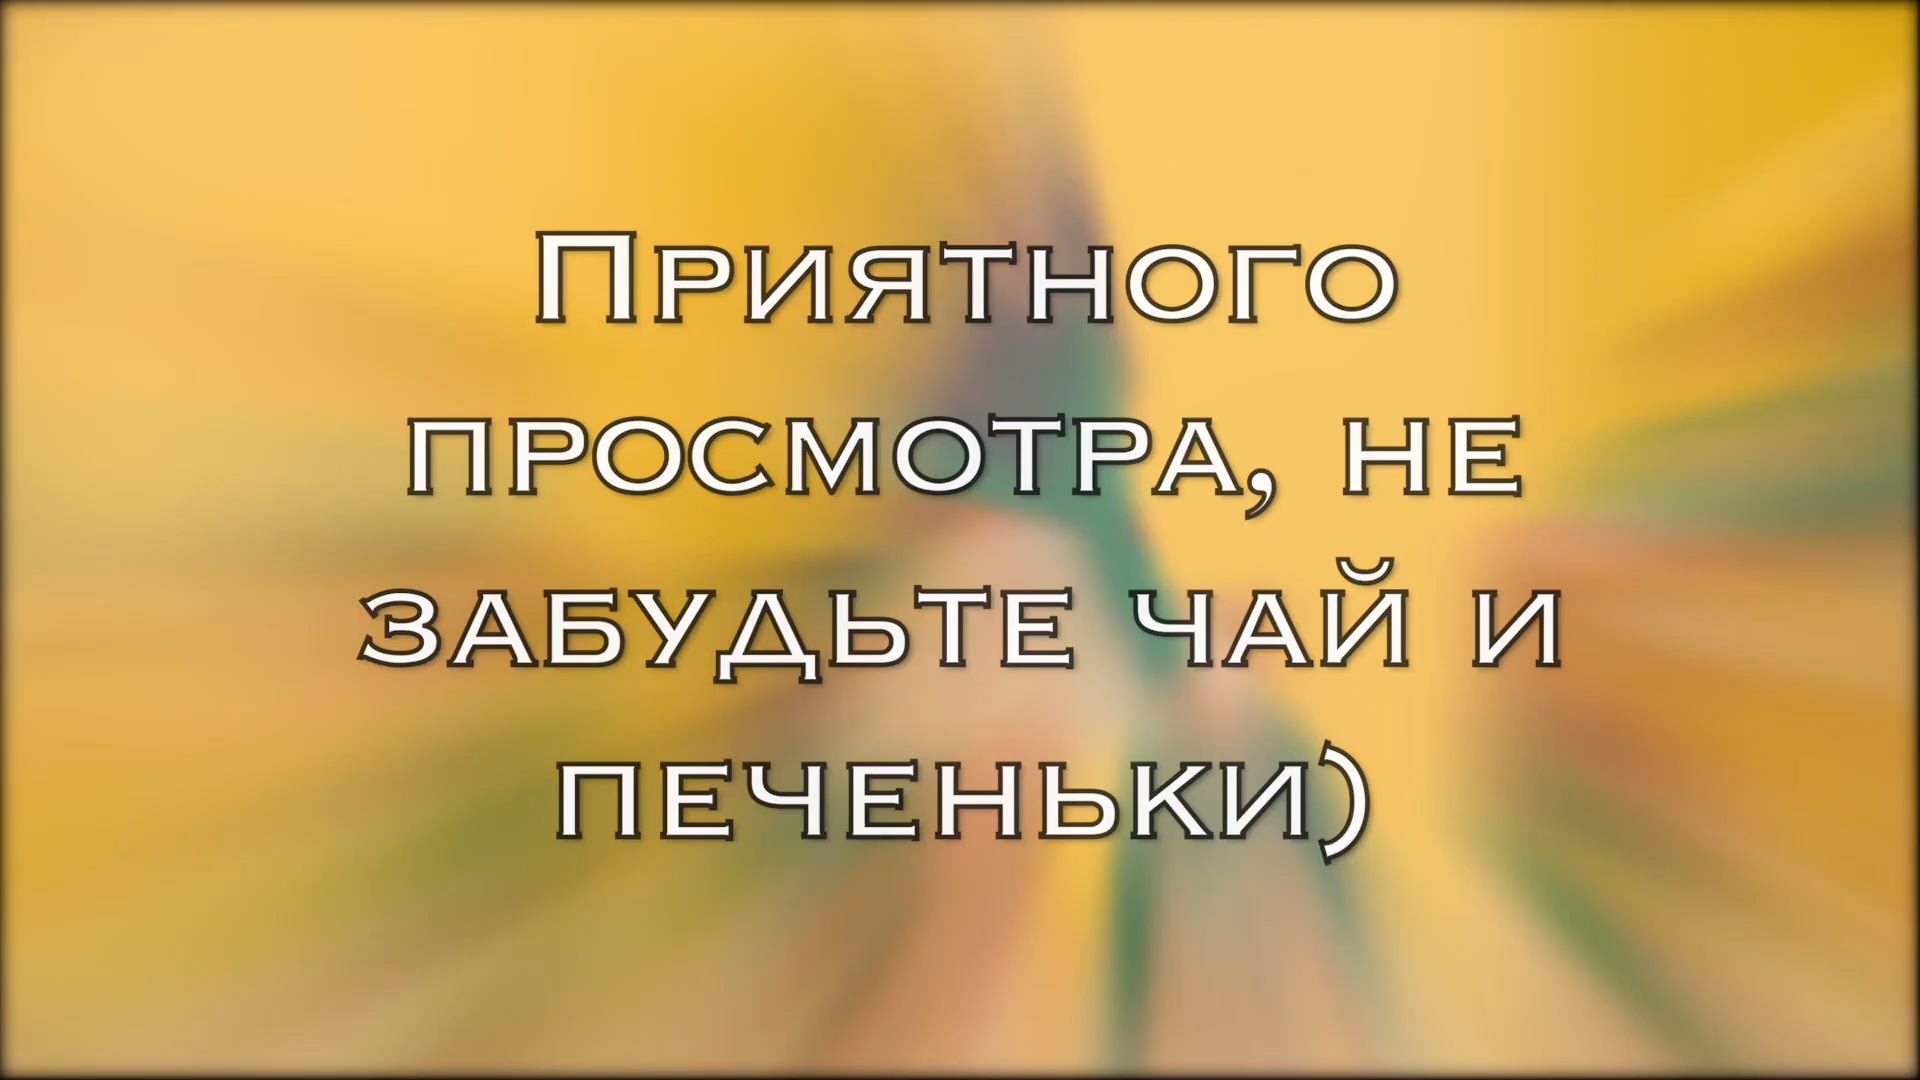 Приятного
просмотра, не
забудьте чай и
печеньки)